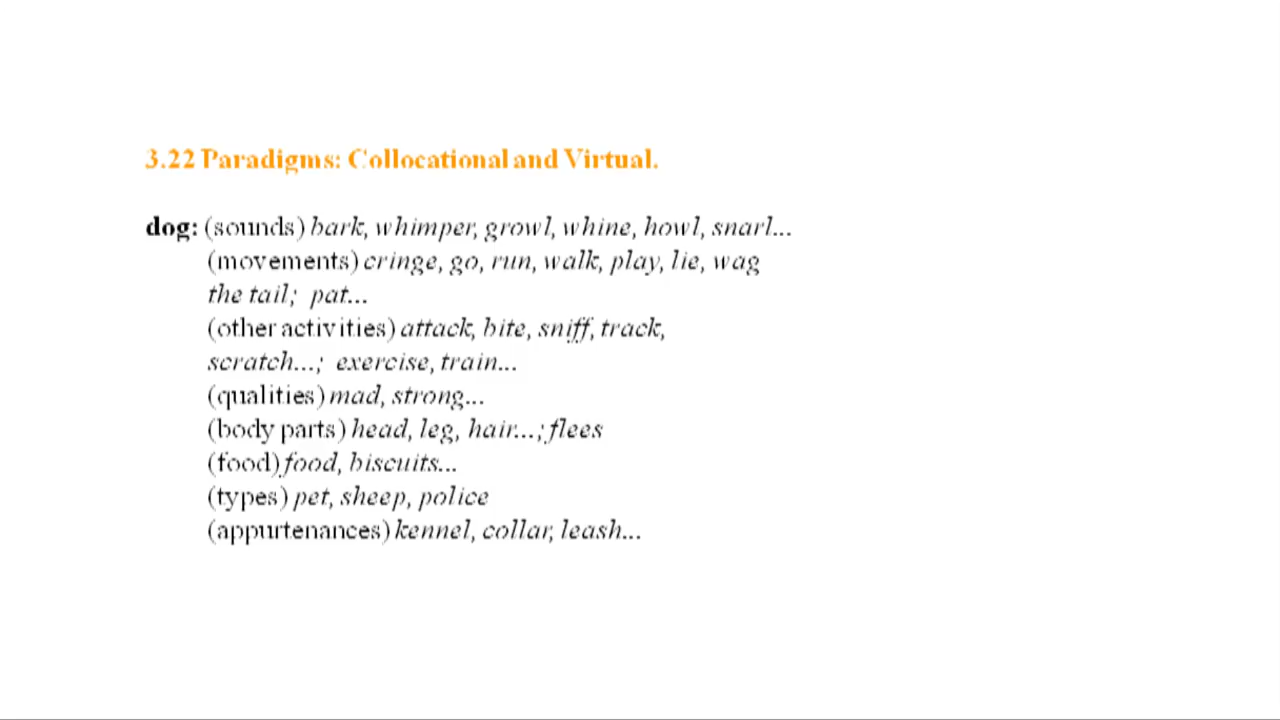 3.22 Paradigms: Collocational and Virtual.
dog: (sounds) bark, whimper, growl, whine, howl, snarl...
(movements) cringe, go, run, walk, play, lie, wag
the tail; pat...
(other activities) attack, bite, sniff, track,
scratch...; exercise, train...
(qualities) mad, strong...
(body parts) head, leg, hair...; flees
(food) food, biscuits...
(types) pet, sheep, police
(appurtenances) kennel, collar, leash...